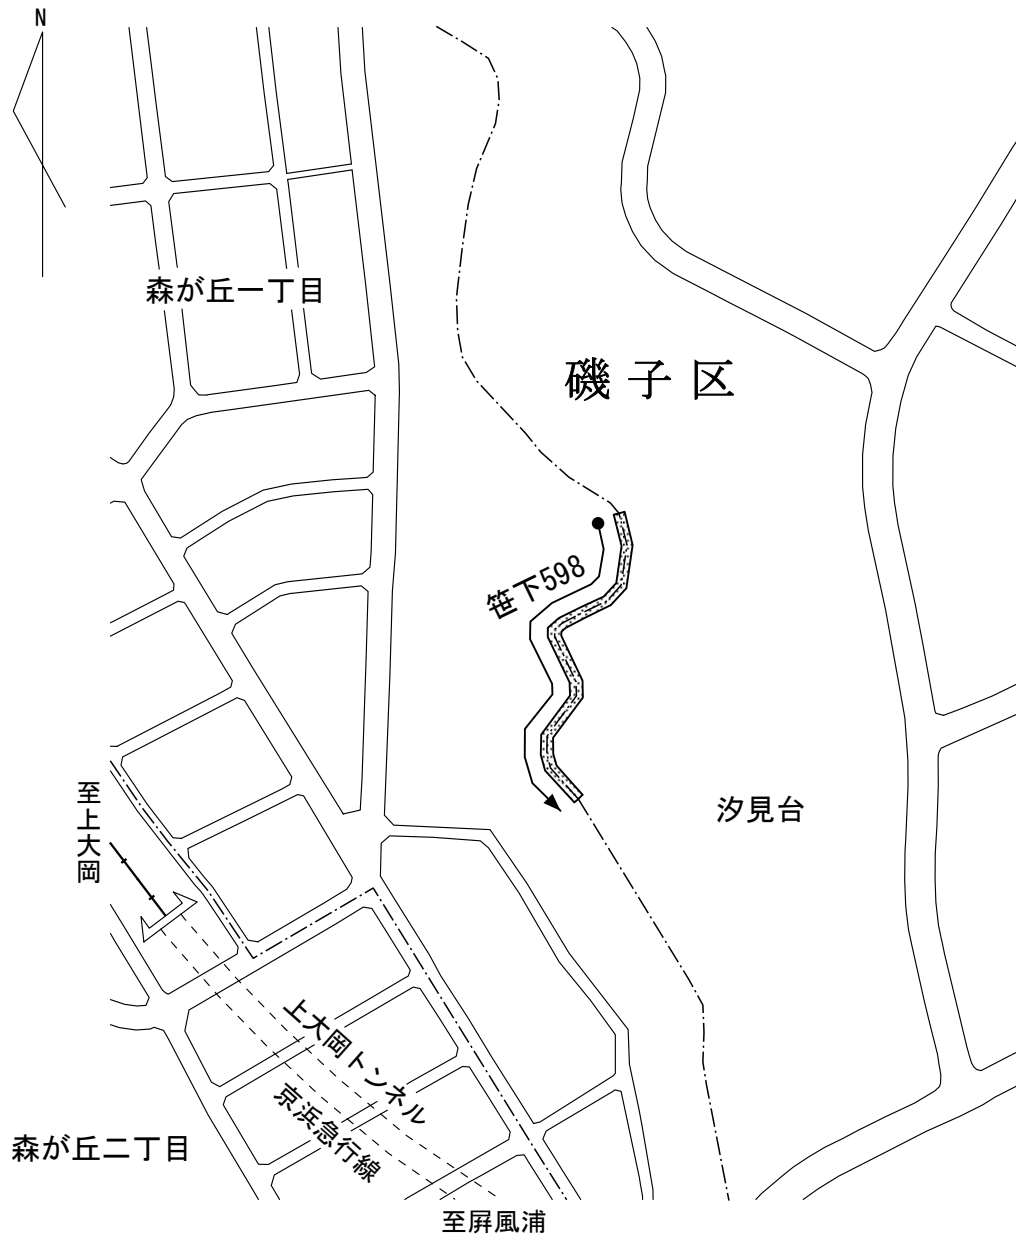 N
森が丘一丁目
磯子区
笹下598
至上大岡
汐見台
上大岡トンネル
京浜急行線
森が丘二丁目
至屛風浦